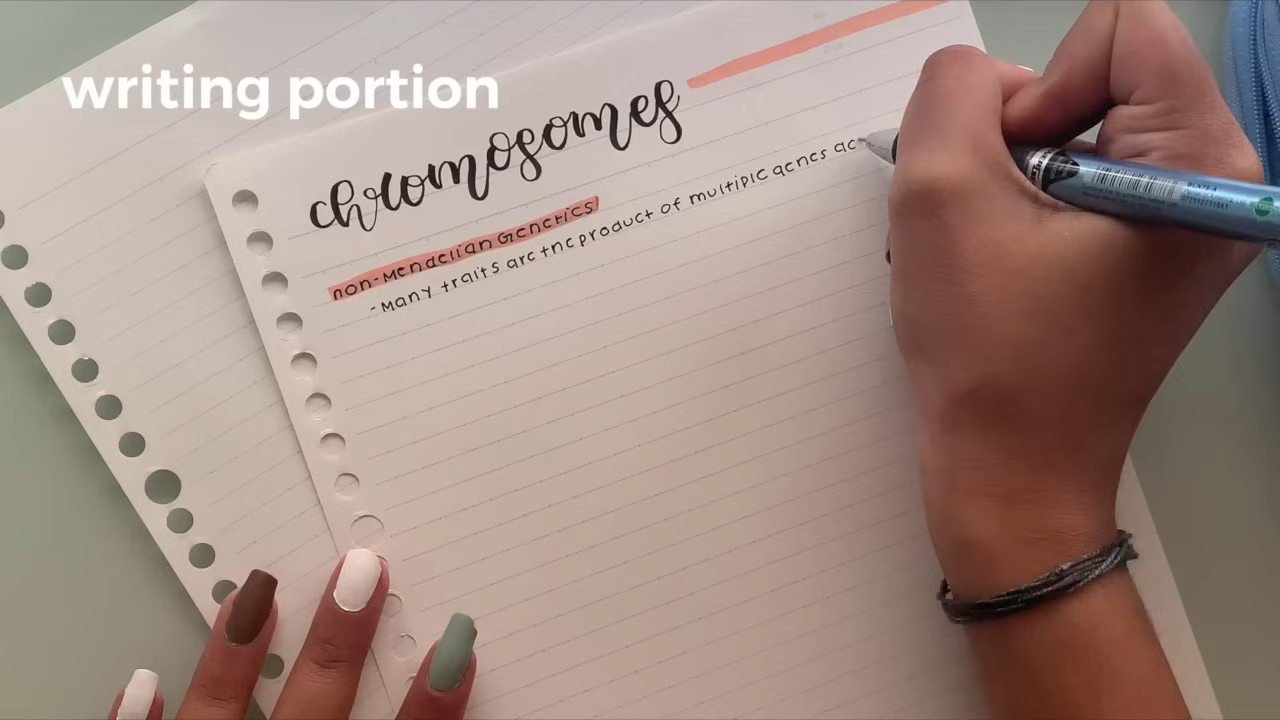 writing portion
chromosomes
non-Mendelian Genetics
- Many traits are the product of multiple genes ac